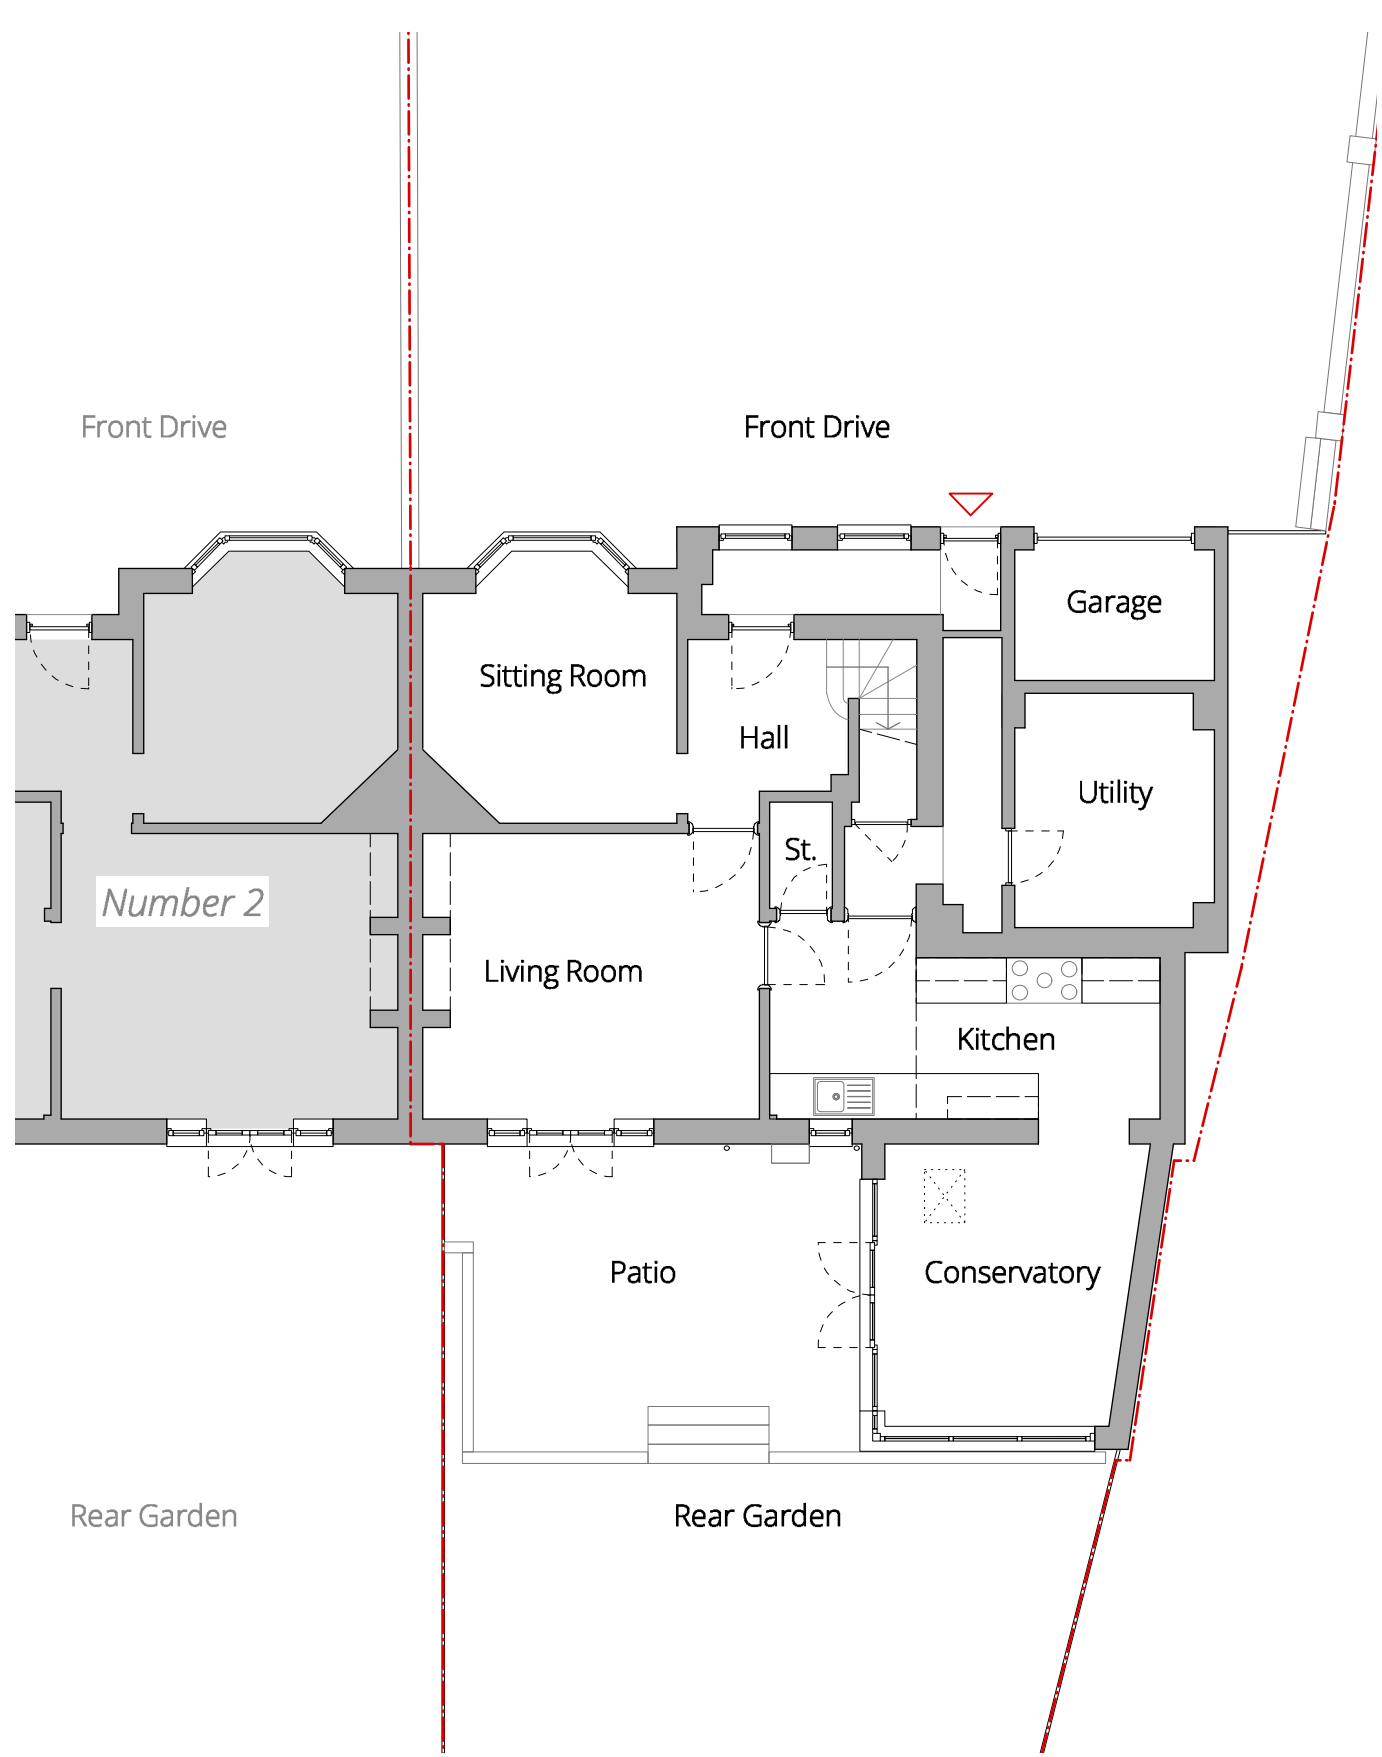 Front Drive
Front Drive
Garage
Sitting Room
Hall
Utility
St.
Number 2
Living Room
Kitchen
Patio
Conservatory
Rear Garden
Rear Garden